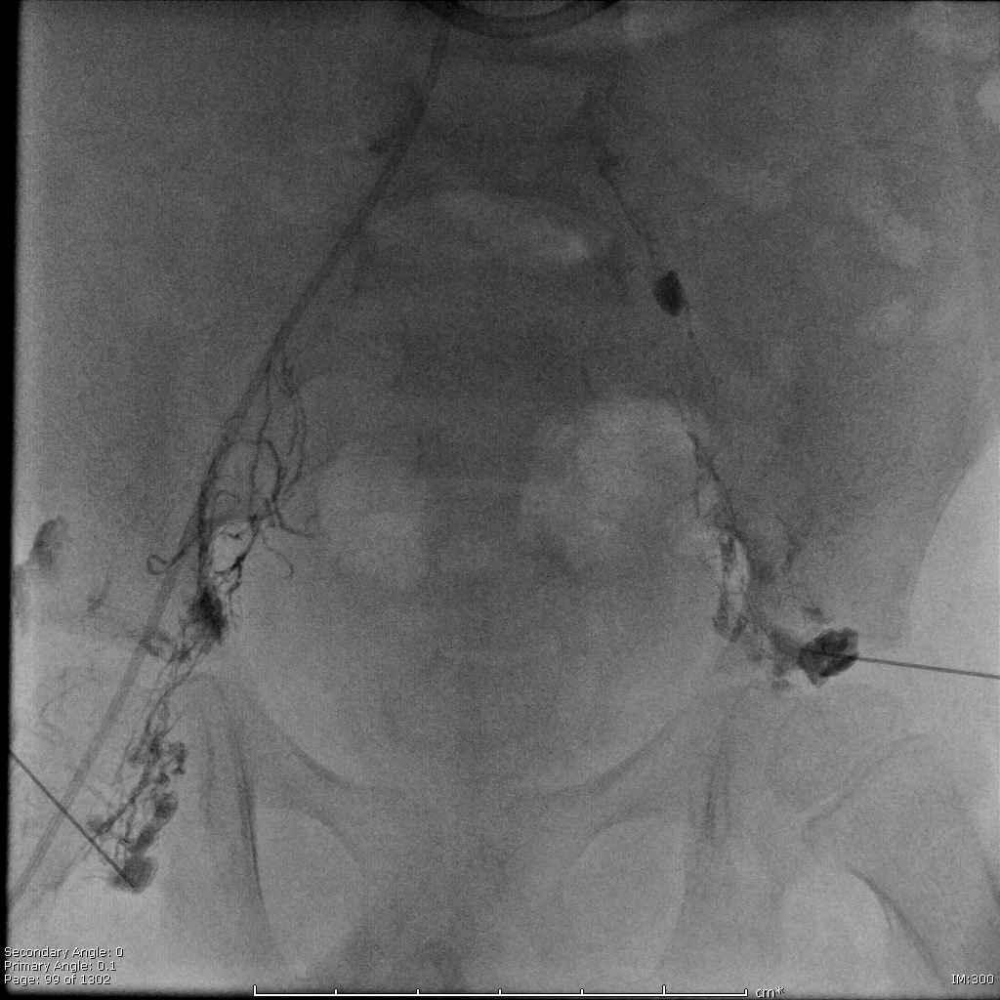 Secondary Angle: 0
Primary Angle: 0.1
Page: 99 of 1302
IM:300
cm*